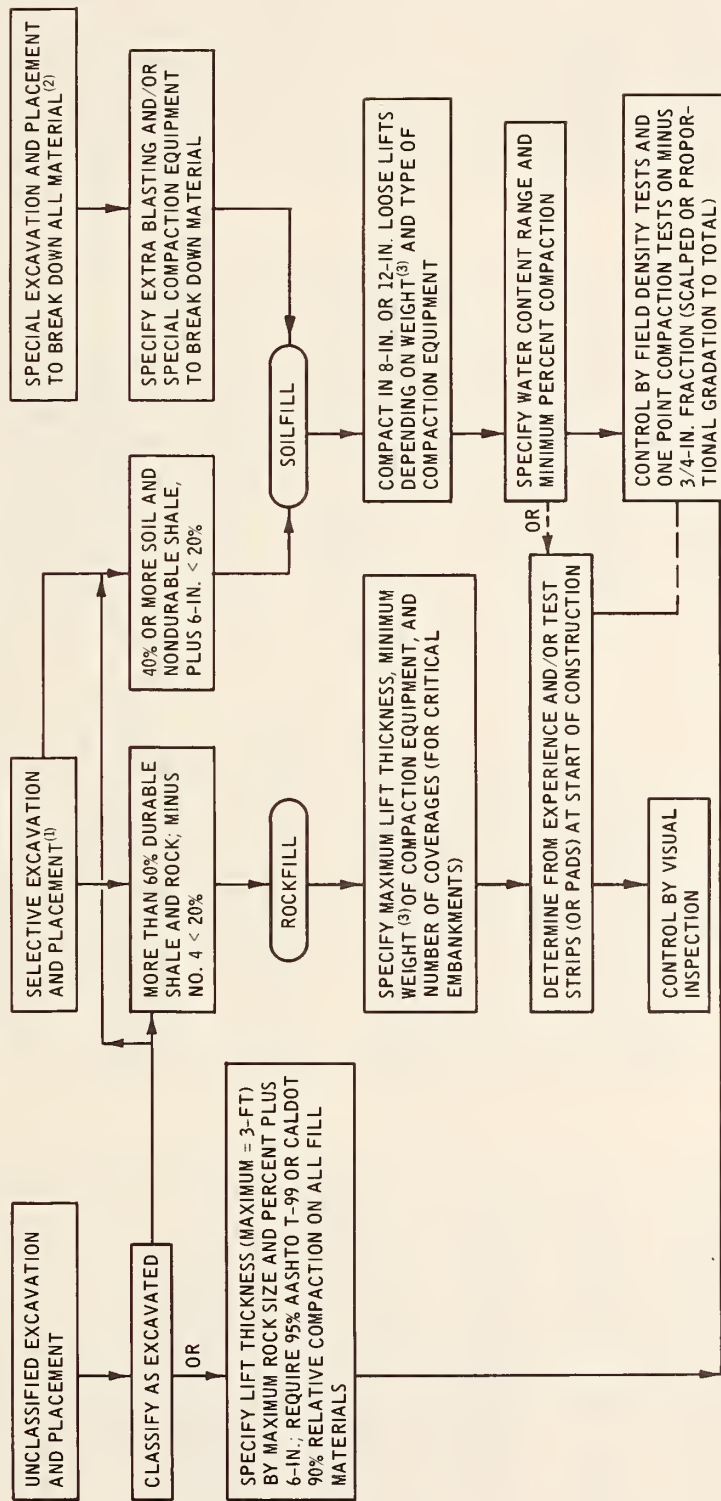 UNCLASSIFIED EXCAVATION
AND PLACEMENT
CLASSIFY AS EXCAVATED
OR
SPECIFY LIFT THICKNESS (MAXIMUM = 3-FT)
BY MAXIMUM ROCK SIZE AND PERCENT PLUS
6-IN.; REQUIRE 95% AASHTO T-99 OR CALDOT
90% RELATIVE COMPACTION ON ALL FILL
MATERIALS
SELECTIVE EXCAVATION
AND PLACEMENT(1)
MORE THAN 60% DURABLE
SHALE AND ROCK; MINUS
NO. 4 < 20%
ROCKFILL
SPECIFY MAXIMUM LIFT THICKNESS, MINIMUM
WEIGHT (3) OF COMPACTION EQUIPMENT, AND
NUMBER OF COVERAGES (FOR CRITICAL
EMBANKMENTS)
DETERMINE FROM EXPERIENCE AND/OR TEST
STRIPS (OR PADS) AT START OF CONSTRUCTION
CONTROL BY VISUAL
INSPECTION
40% OR MORE SOIL AND
NONDURABLE SHALE,
PLUS 6-IN. < 20%
SPECIAL EXCAVATION AND PLACEMENT
TO BREAK DOWN ALL MATERIAL(2)
SPECIFY EXTRA BLASTING AND/OR
SPECIAL COMPACTION EQUIPMENT
TO BREAK DOWN MATERIAL
SOILFILL
COMPACT IN 8-IN. OR 12-IN. LOOSE LIFTS
DEPENDING ON WEIGHT(3) AND TYPE OF
COMPACTION EQUIPMENT
SPECIFY WATER CONTENT RANGE AND
MINIMUM PERCENT COMPACTION
OR
CONTROL BY FIELD DENSITY TESTS AND
ONE POINT COMPACTION TESTS ON MINUS
3/4-IN. FRACTION (SCALPED OR PROPOR-
TIONAL GRADATION TO TOTAL)